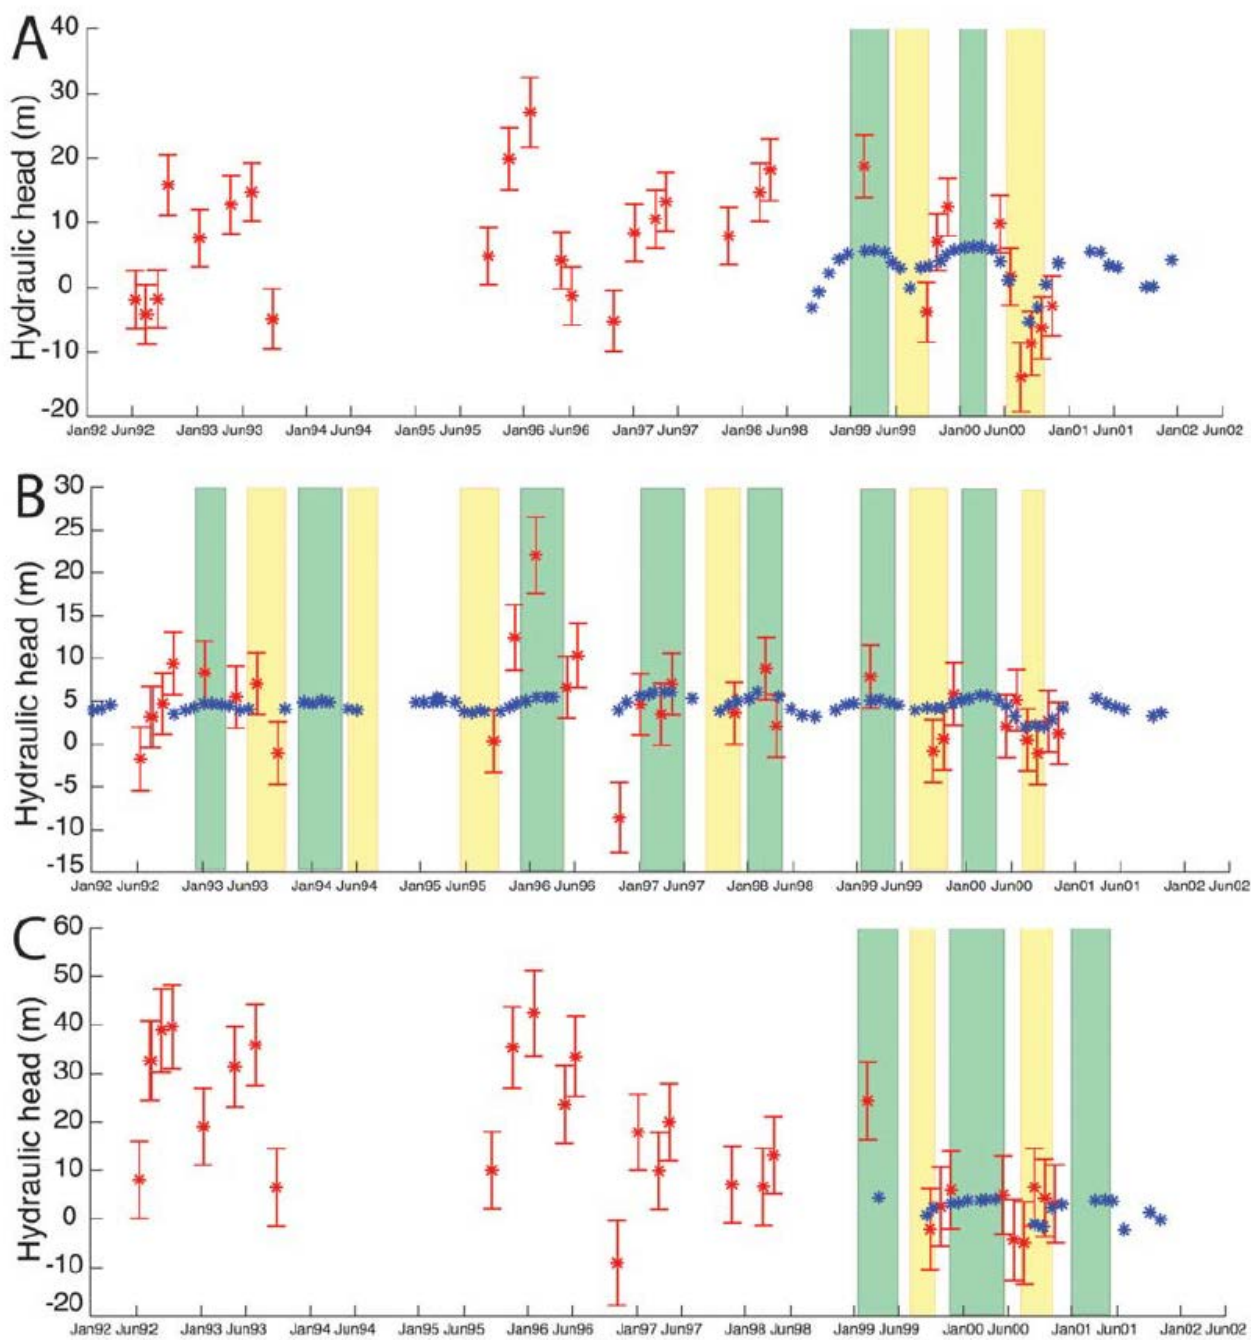 A
Hydraulic head (m)
40
30
20
10
0
-10
-20
Jan92 Jun92 Jan93 Jun93 Jan94 Jun94 Jan95 Jun95 Jan96 Jun96 Jan97 Jun97 Jan98 Jun98 Jan99 Jun99 Jan00 Jun00 Jan01 Jun01 Jan02 Jun02
B
Hydraulic head (m)
30
25
20
15
10
5
0
-5
-10
-15
Jan92 Jun92 Jan93 Jun93 Jan94 Jun94 Jan95 Jun95 Jan96 Jun96 Jan97 Jun97 Jan98 Jun98 Jan99 Jun99 Jan00 Jun00 Jan01 Jun01 Jan02 Jun02
C
Hydraulic head (m)
60
50
40
30
20
10
0
-10
-20
Jan92 Jun92 Jan93 Jun93 Jan94 Jun94 Jan95 Jun95 Jan96 Jun96 Jan97 Jun97 Jan98 Jun98 Jan99 Jun99 Jan00 Jun00 Jan01 Jun01 Jan02 Jun02